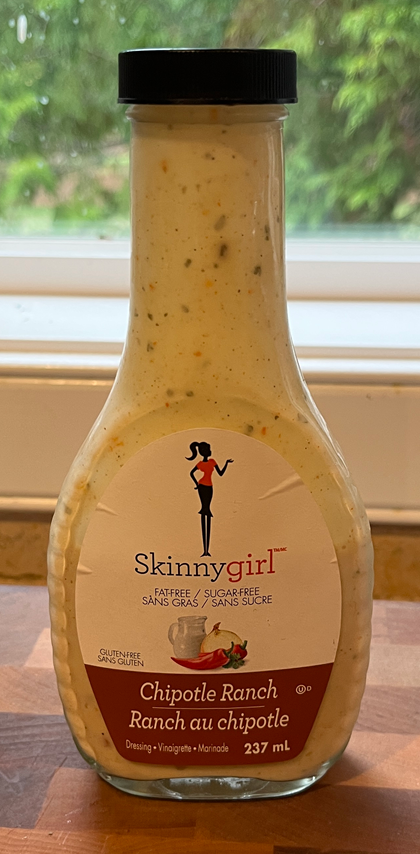 Skinnygirl TM/MC
FAT-FREE / SUGAR-FREE
SANS GRAS / SANS SUCRE
GLUTEN-FREE
SANS GLUTEN
Chipotle Ranch
U D
Ranch au chipotle
Dressing • Vinaigrette • Marinade 237 mL